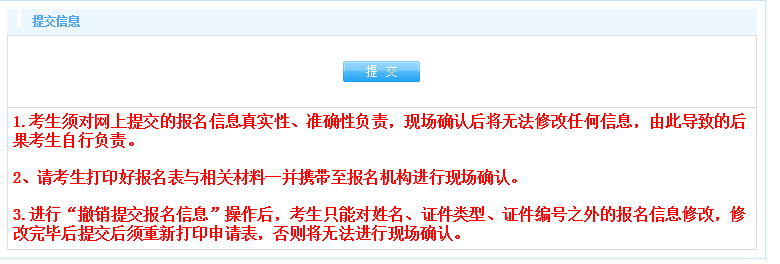 提交信息
提 交
1.考生须对网上提交的报名信息真实性、准确性负责，现场确认后将无法修改任何信息，由此导致的后
果考生自行负责。
2、请考生打印好报名表与相关材料一并携带至报名机构进行现场确认。
3.进行“撤销提交报名信息”操作后，考生只能对姓名、证件类型、证件编号之外的报名信息修改，修
改完毕后提交后须重新打印申请表，否则将无法进行现场确认。